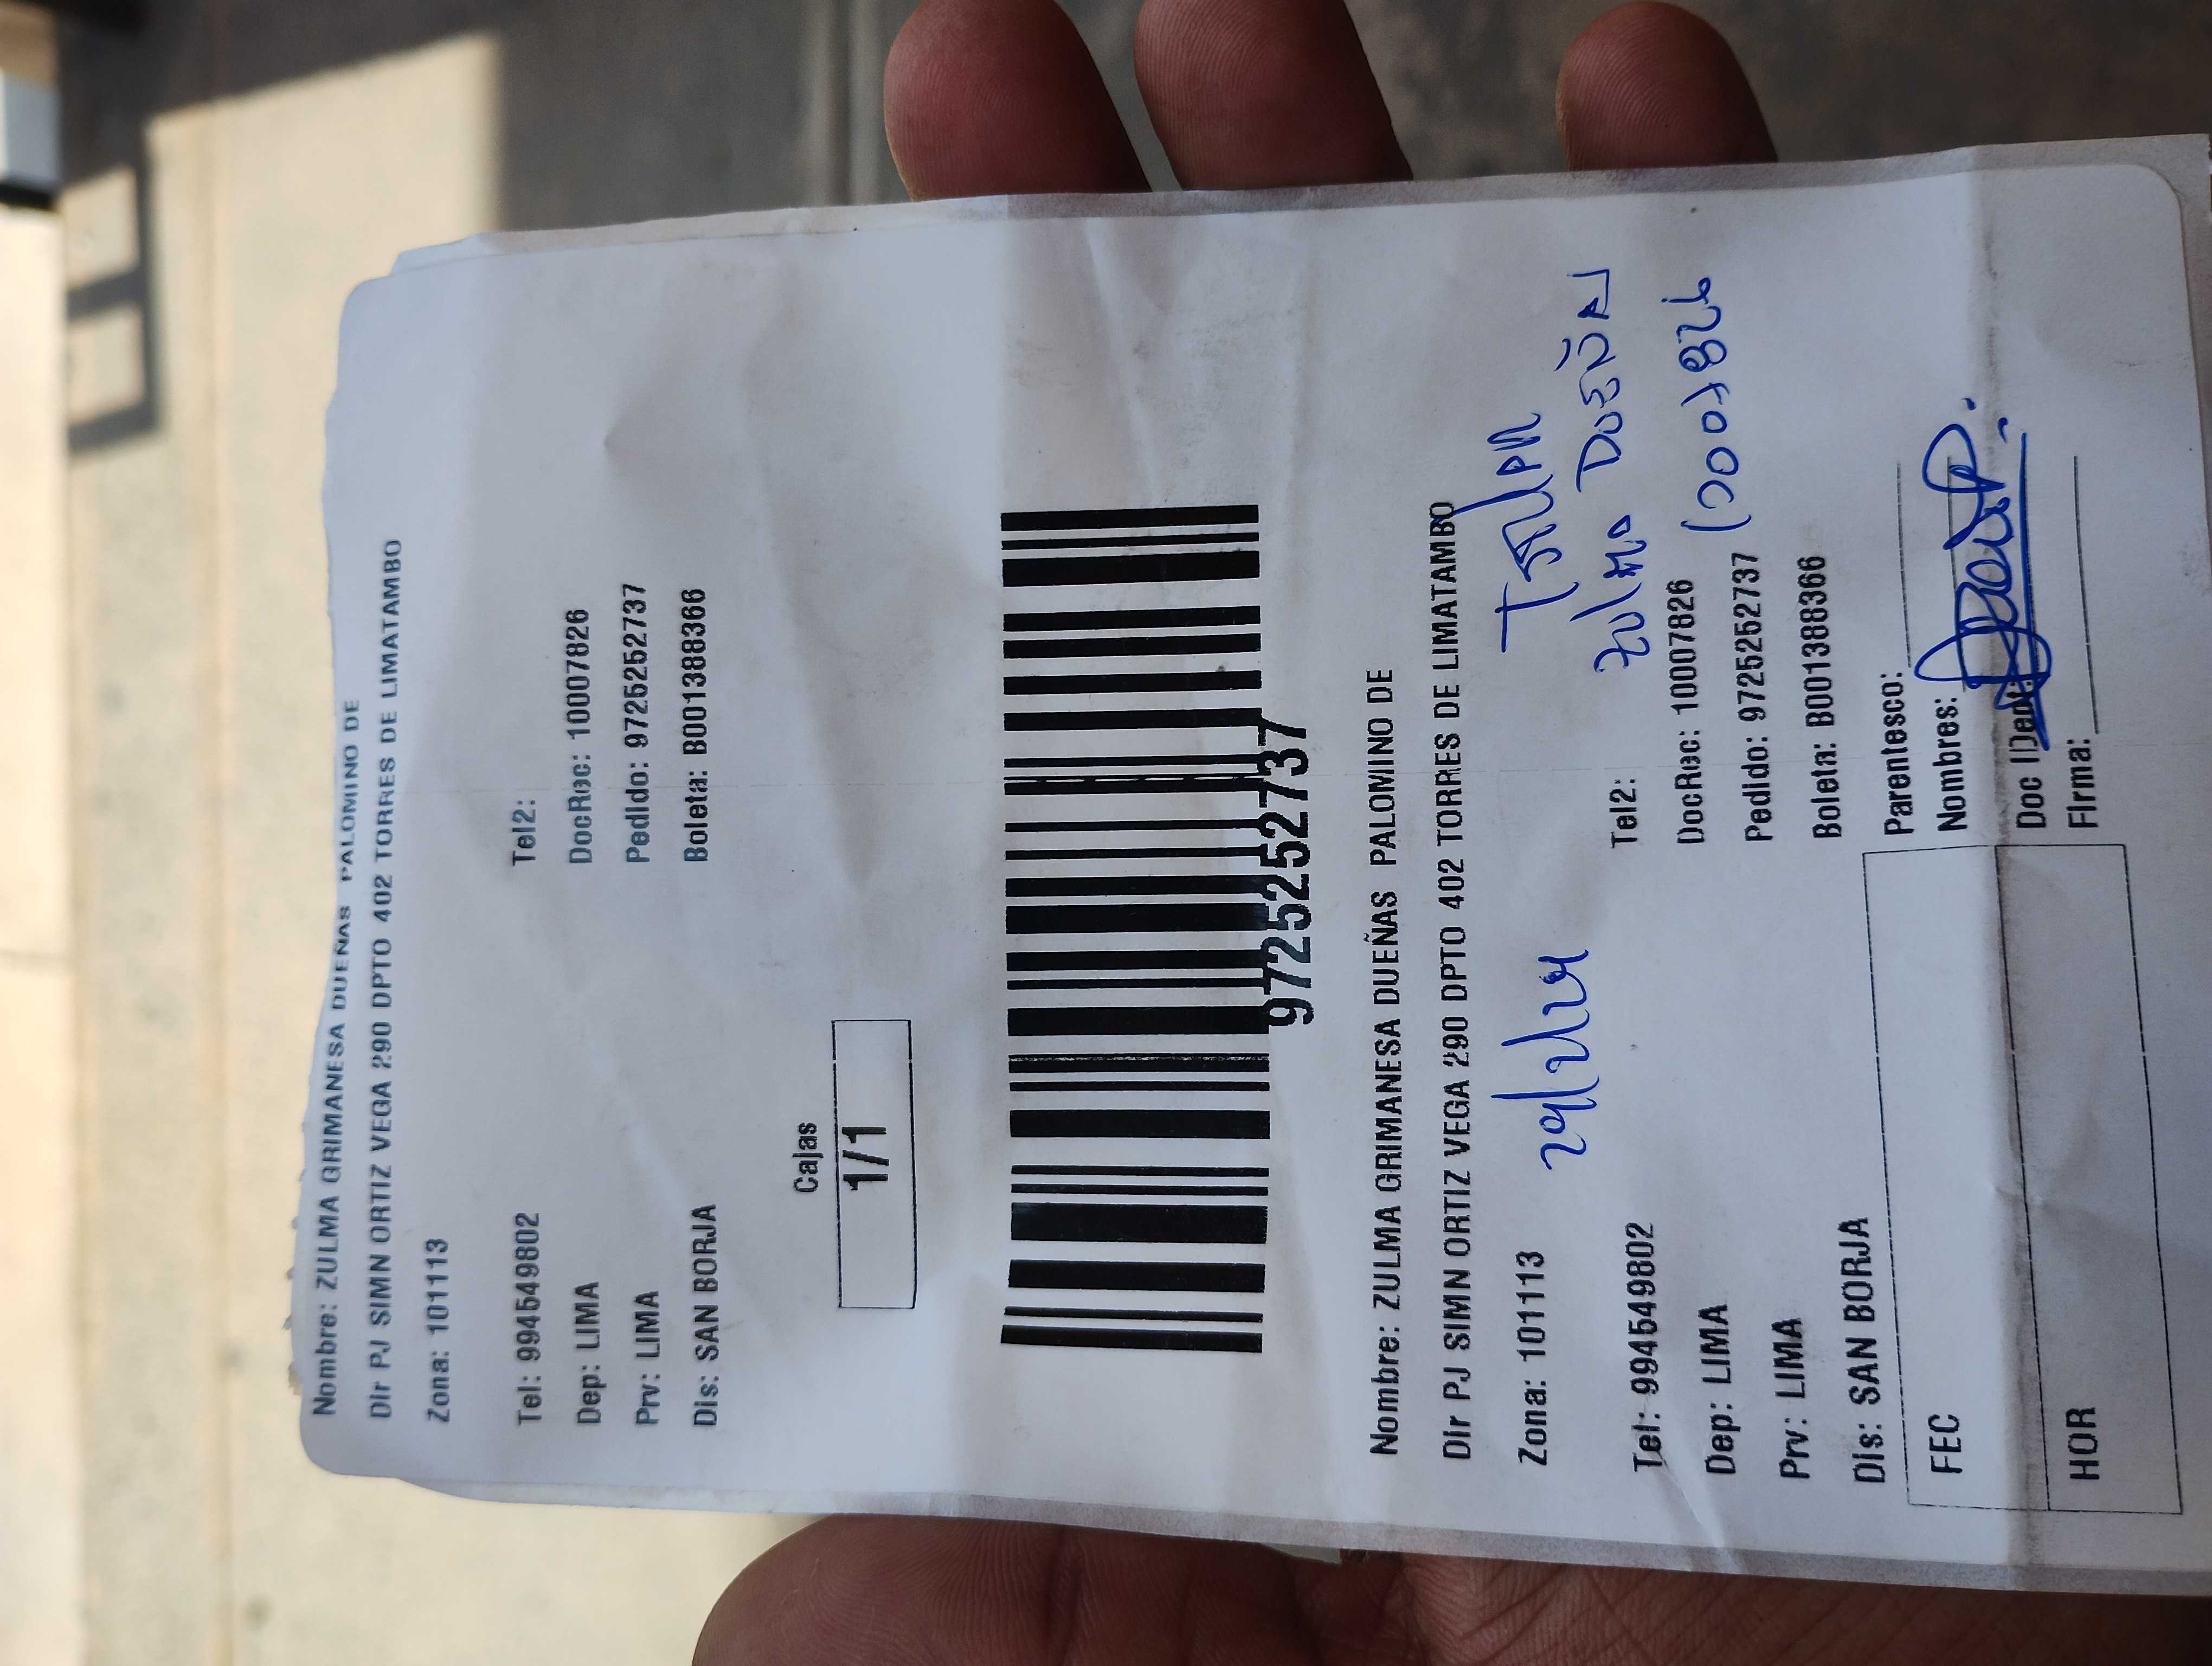 Nombre: ZULMA GRIMANESA DUEÑAS PALOMINO DE
Dir PJ SIMN ORTIZ VEGA 290 DPTO 402 TORRES DE LIMATAMBO
Zona: 101113
Tel: 994549802 Tel2:
Dep: LIMA DocRec: 10007826
Prv: LIMA Pedido: 9725252737
Dis: SAN BORJA Boleta: B001388366
Cajas
1/1
9725252737
Nombre: ZULMA GRIMANESA DUEÑAS PALOMINO DE
Dir PJ SIMN ORTIZ VEGA 290 DPTO 402 TORRES DE LIMATAMBO
Zona: 101113
Zulma Dueñas
Tel: 994549802 Tel2:
Dep: LIMA DocRec: 10007826
Prv: LIMA Pedido: 9725252737
Dis: SAN BORJA Boleta: B001388366
Parentesco:
FEC Nombres:
Doc IDent:
HOR Firma: